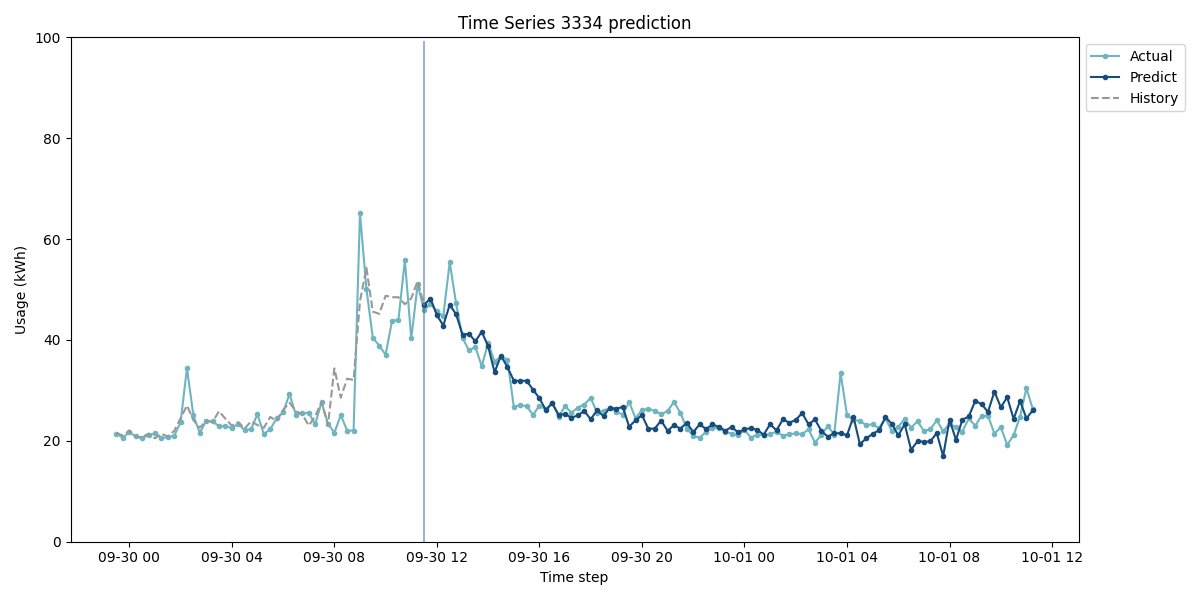 Time Series 3334 prediction
100
80
60
40
20
0
Usage (kWh)
09-30 00
09-30 04
09-30 08
09-30 12
09-30 16
09-30 20
10-01 00
10-01 04
10-01 08
10-01 12
Time step
Actual
Predict
History